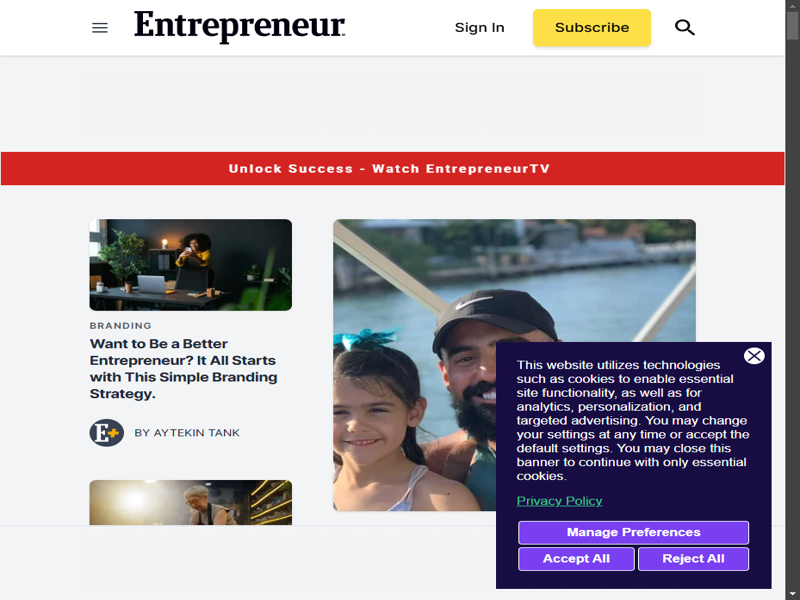 Entrepreneur
Sign In
Subscribe
Unlock Success - Watch EntrepreneurTV
BRANDING
Want to Be a Better
Entrepreneur? It All Starts
with This Simple Branding
Strategy.
E+
BY AYTEKIN TANK
This website utilizes technologies
such as cookies to enable essential
site functionality, as well as for
analytics, personalization, and
targeted advertising. You may change
your settings at any time or accept the
default settings. You may close this
banner to continue with only essential
cookies.
Privacy Policy
Manage Preferences
Accept All
Reject All